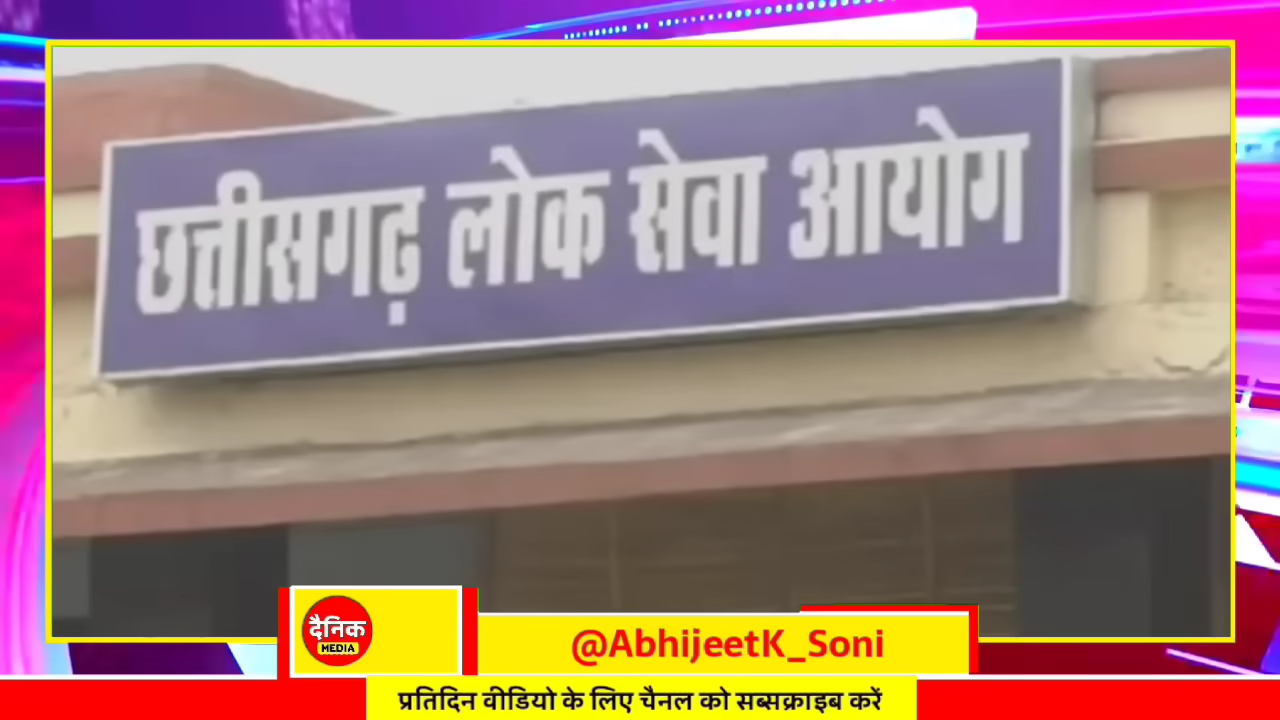 छत्तीसगढ़ लोक सेवा आयोग
दैनिक
MEDIA
@AbhijeetK_Soni
प्रतिदिन वीडियो के लिए चैनल को सब्सक्राइब करें